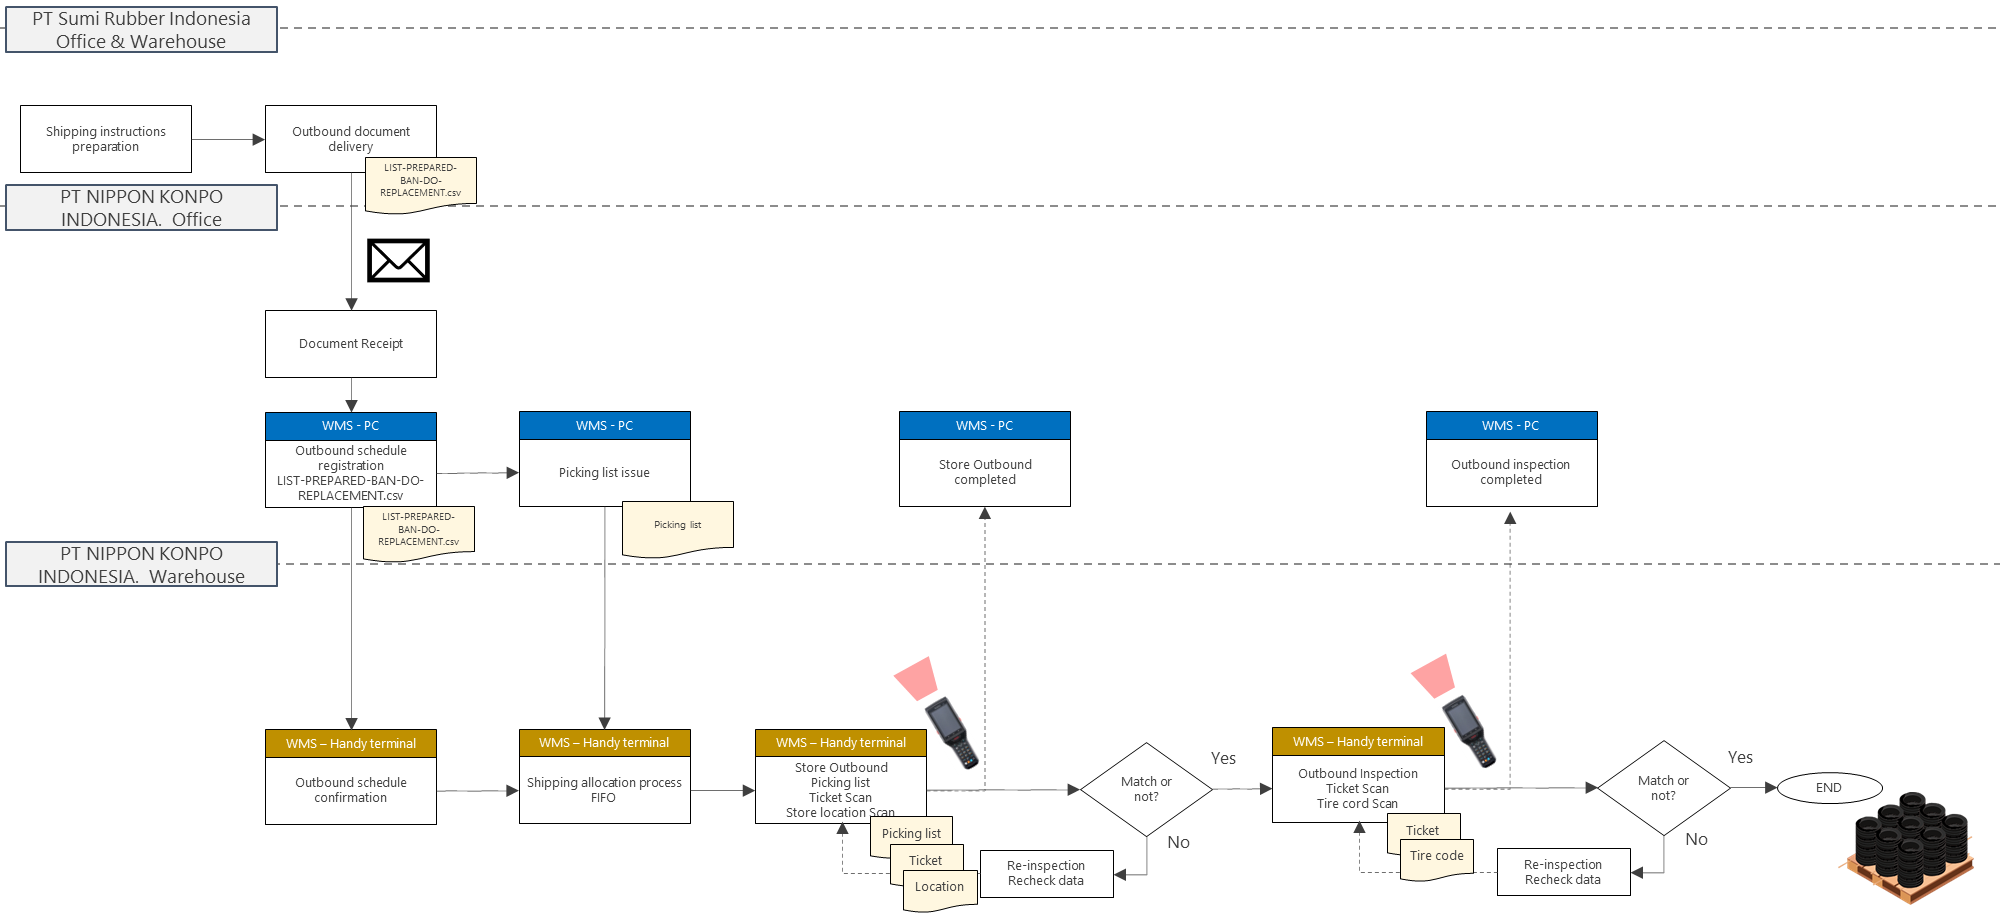 PT Sumi Rubber Indonesia
Office & Warehouse
Shipping instructions
preparation
Outbound document
delivery
LIST-PREPARED-
BAN-DO-
REPLACEMENT.csv
PT NIPPON KONPO
INDONESIA. Office
Document Receipt
WMS - PC
Outbound schedule
registration
LIST-PREPARED-BAN-DO-
REPLACEMENT.csv
LIST-PREPARED-
BAN-DO-
REPLACEMENT.csv
WMS - PC
Picking list issue
Picking list
WMS - PC
Store Outbound
completed
WMS - PC
Outbound inspection
completed
PT NIPPON KONPO
INDONESIA. Warehouse
WMS – Handy terminal
Outbound schedule
confirmation
WMS – Handy terminal
Shipping allocation process
FIFO
WMS – Handy terminal
Store Outbound
Picking list
Ticket Scan
Store location Scan
Picking list
Ticket
Location
Match or
not?
Yes
No
Re-inspection
Recheck data
WMS – Handy terminal
Outbound Inspection
Ticket Scan
Tire cord Scan
Ticket
Tire code
Match or
not?
Yes
No
Re-inspection
Recheck data
END